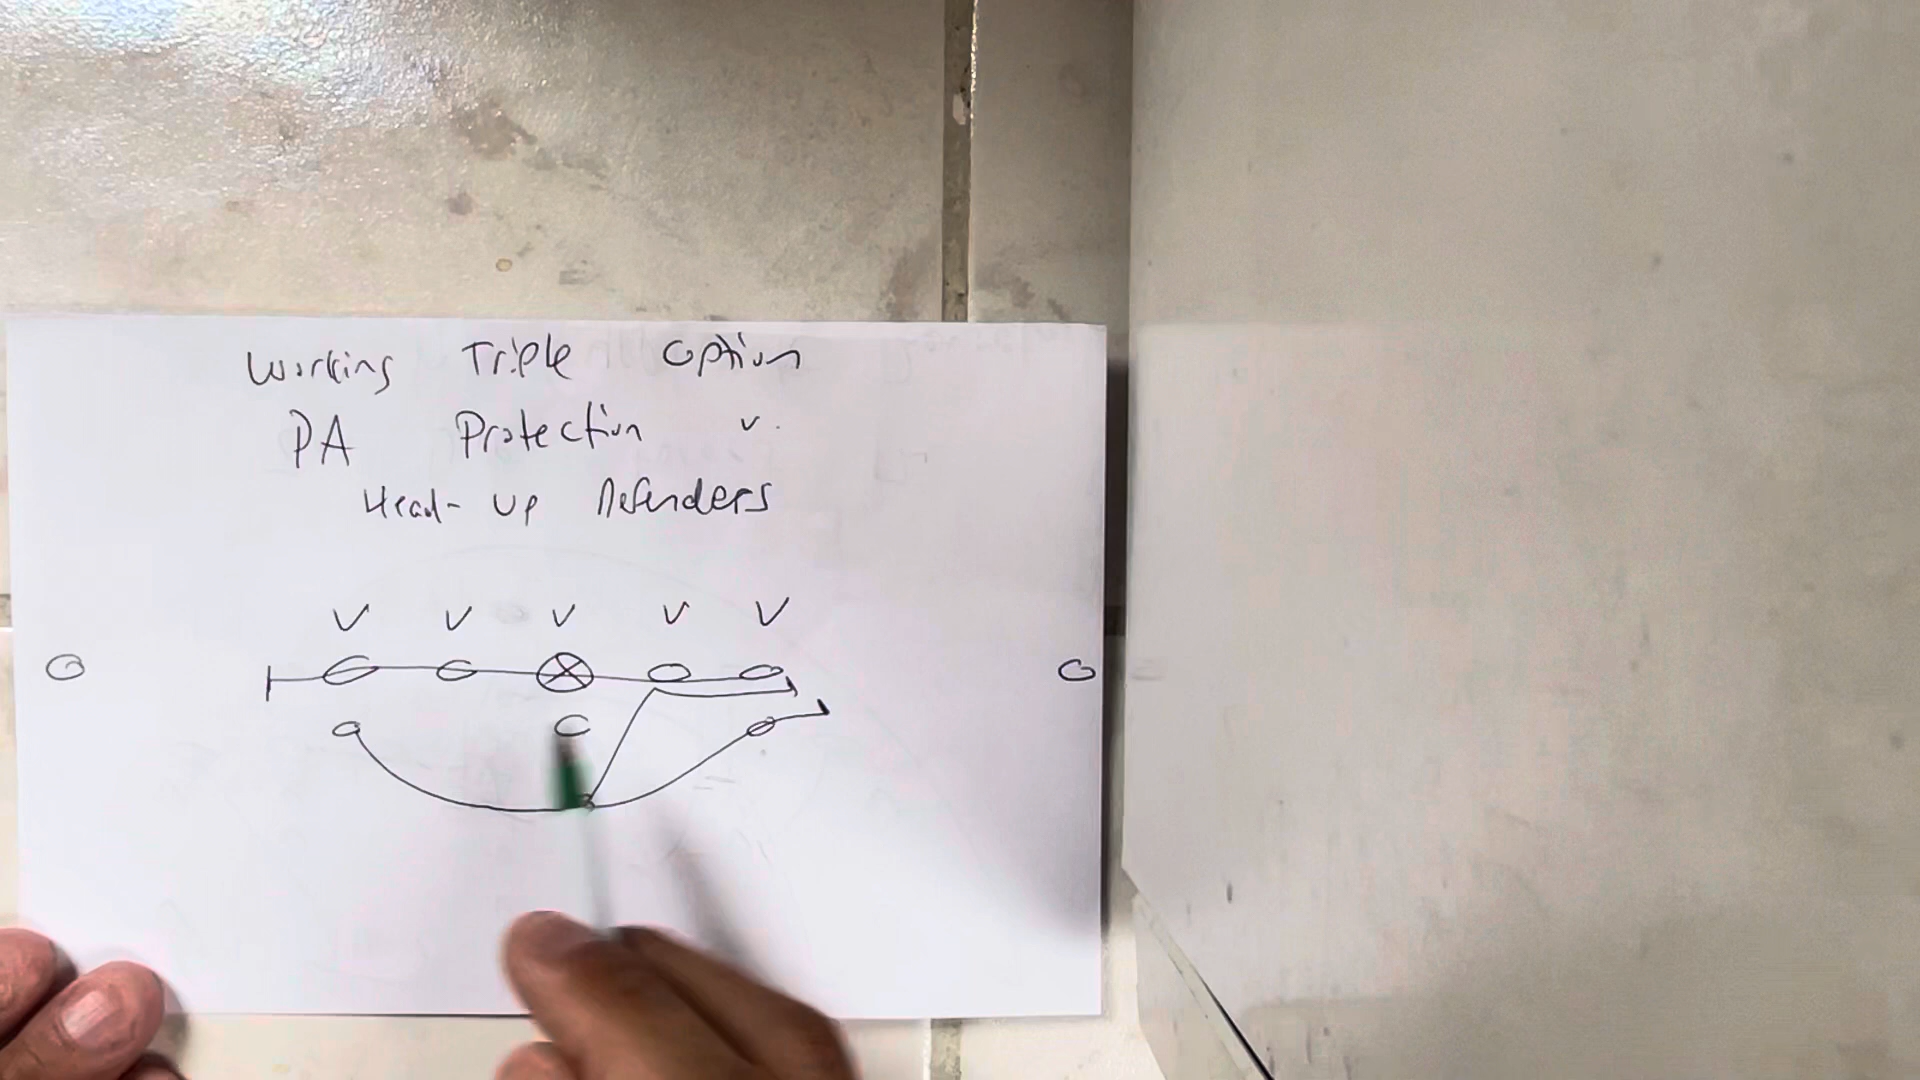 Working Triple Option
PA Protection v.
Head-up Defenders
V V V V V